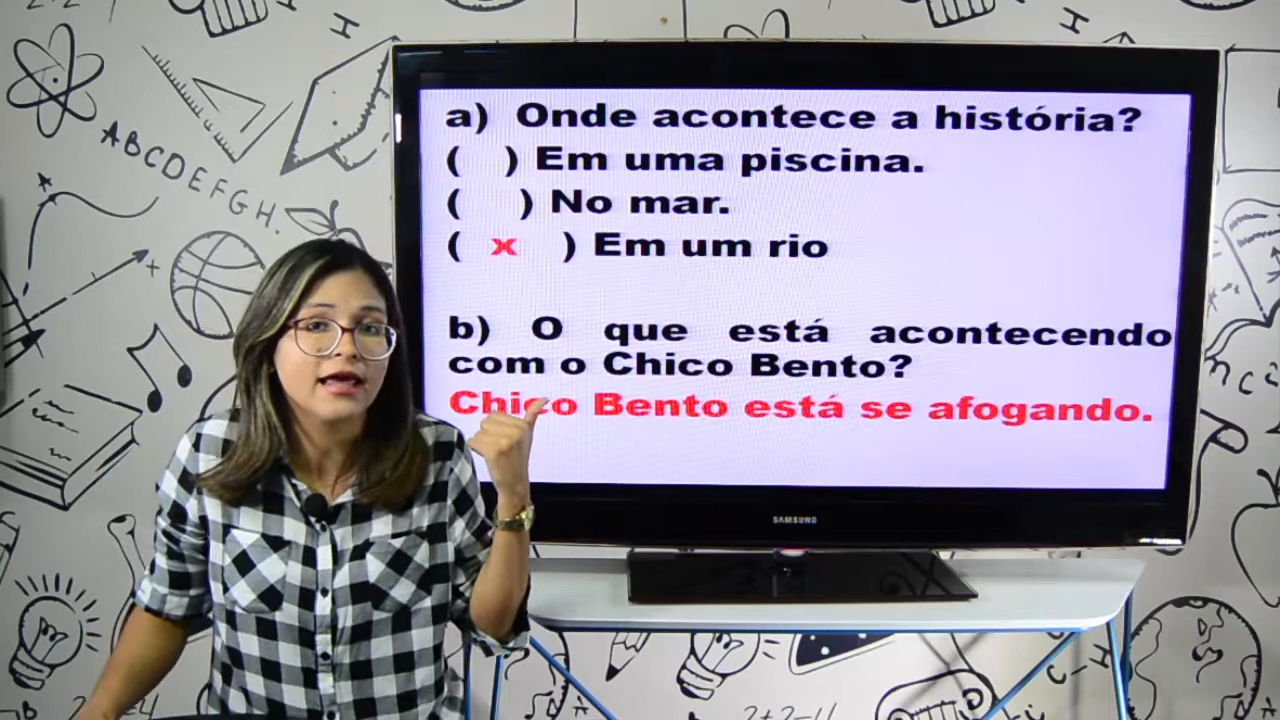 a) Onde acontece a história?
( ) Em uma piscina.
( ) No mar.
( x ) Em um rio
b) O que está acontecendo
com o Chico Bento?
Chico Bento está se afogando.
SAMSUNG
ABCDEFGH.